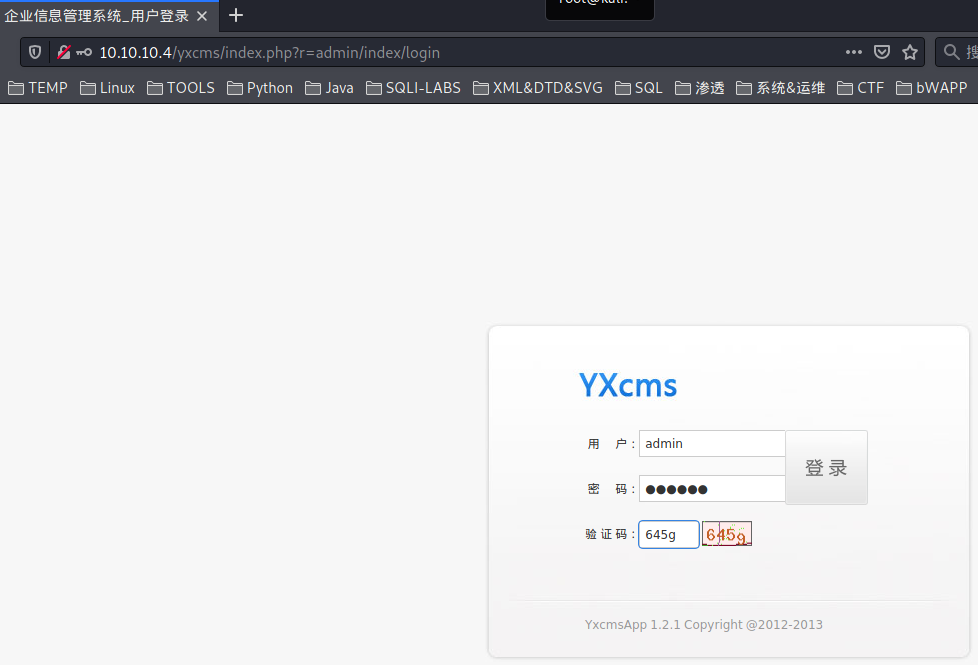 root@kali:
企业信息管理系统_用户登录
10.10.10.4/yxcms/index.php?r=admin/index/login
搜
TEMP Linux TOOLS Python Java SQLI-LABS XML&DTD&SVG SQL 渗透 系统&运维 CTF bWAPP
YXcms
用 户: admin
登 录
密 码: ●●●●●●
验证码: 645g 645g
YxcmsApp 1.2.1 Copyright @2012-2013